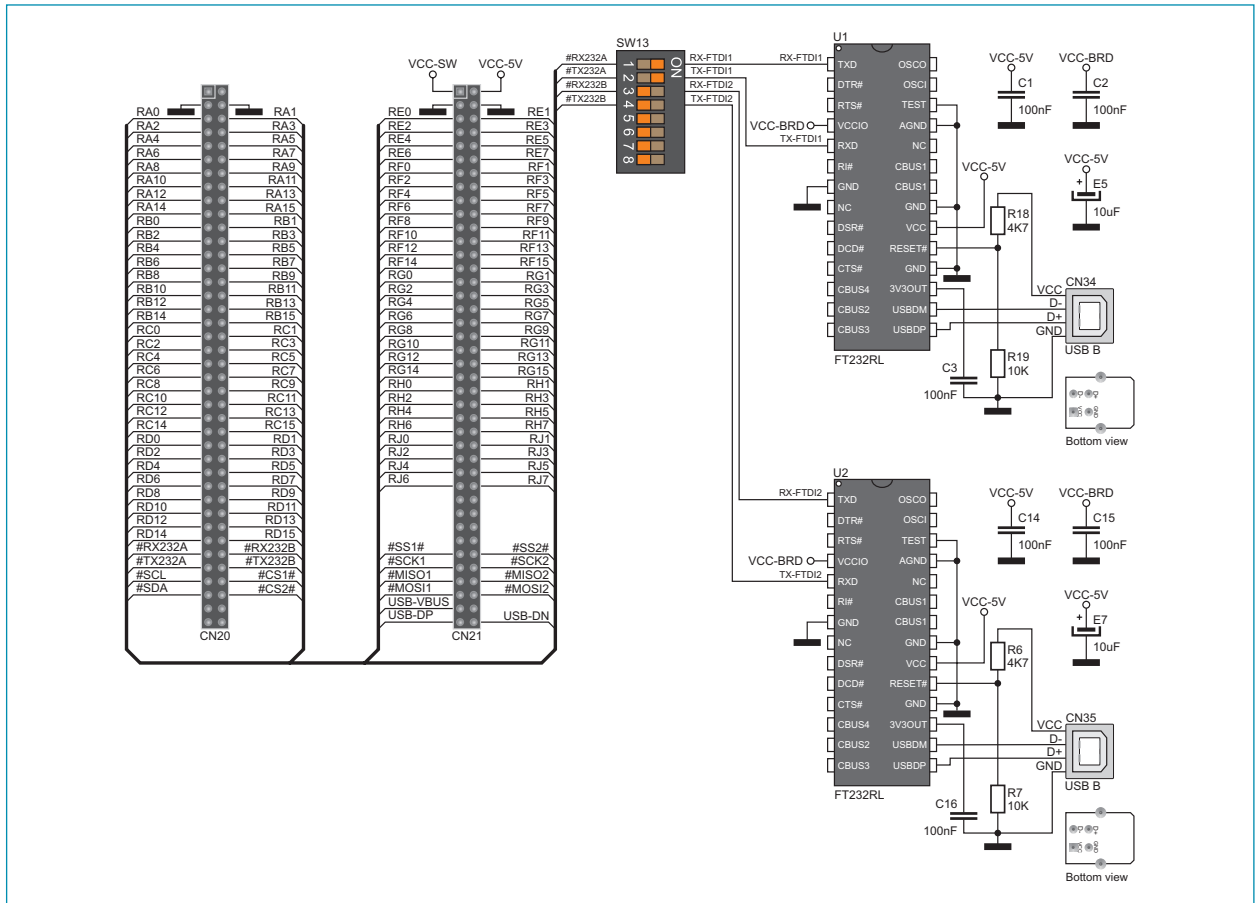 SW13
VCC-SW VCC-5V
#RX232A
#TX232A
#RX232B
#TX232B
1
2
3
4
5
6
7
8
ON
RX-FTDI1
TX-FTDI1
RX-FTDI2
TX-FTDI2
RA0 RA1
RA2 RA3
RA4 RA5
RA6 RA7
RA8 RA9
RA10 RA11
RA12 RA13
RA14 RA15
RB0 RB1
RB2 RB3
RB4 RB5
RB6 RB7
RB8 RB9
RB10 RB11
RB12 RB13
RB14 RB15
RC0 RC1
RC2 RC3
RC4 RC5
RC6 RC7
RC8 RC9
RC10 RC11
RC12 RC13
RC14 RC15
RD0 RD1
RD2 RD3
RD4 RD5
RD6 RD7
RD8 RD9
RD10 RD11
RD12 RD13
RD14 RD15
#RX232A #RX232B
#TX232A #TX232B
#SCL #CS1#
#SDA #CS2#
CN20
RE0 RE1
RE2 RE3
RE4 RE5
RE6 RE7
RF0 RF1
RF2 RF3
RF4 RF5
RF6 RF7
RF8 RF9
RF10 RF11
RF12 RF13
RF14 RF15
RG0 RG1
RG2 RG3
RG4 RG5
RG6 RG7
RG8 RG9
RG10 RG11
RG12 RG13
RG14 RG15
RH0 RH1
RH2 RH3
RH4 RH5
RH6 RH7
RJ0 RJ1
RJ2 RJ3
RJ4 RJ5
RJ6 RJ7
#SS1# #SS2#
#SCK1 #SCK2
#MISO1 #MISO2
#MOSI1 #MOSI2
USB-VBUS
USB-DP USB-DN
CN21
U1
RX-FTDI1
VCC-BRD
TX-FTDI1
TXD OSCO
DTR# OSCI
RTS# TEST
VCCIO AGND
RXD NC
RI# CBUS1
GND CBUS1
NC GND
DSR# VCC
DCD# RESET#
CTS# GND
CBUS4 3V3OUT
CBUS2 USBDM
CBUS3 USBDP
FT232RL
VCC-5V
R18
4K7
R19
10K
C3
100nF
VCC-5V
C1
100nF
VCC-BRD
C2
100nF
VCC-5V
+
E5
10uF
CN34
VCC
D-
D+
GND
USB B
D-
D+
VCC
GND
Bottom view
U2
RX-FTDI2
VCC-BRD
TX-FTDI2
TXD OSCO
DTR# OSCI
RTS# TEST
VCCIO AGND
RXD NC
RI# CBUS1
GND CBUS1
NC GND
DSR# VCC
DCD# RESET#
CTS# GND
CBUS4 3V3OUT
CBUS2 USBDM
CBUS3 USBDP
FT232RL
VCC-5V
R6
4K7
R7
10K
C16
100nF
VCC-5V
C14
100nF
VCC-BRD
C15
100nF
VCC-5V
+
E7
10uF
CN35
VCC
D-
D+
GND
USB B
D-
D+
VCC
GND
Bottom view